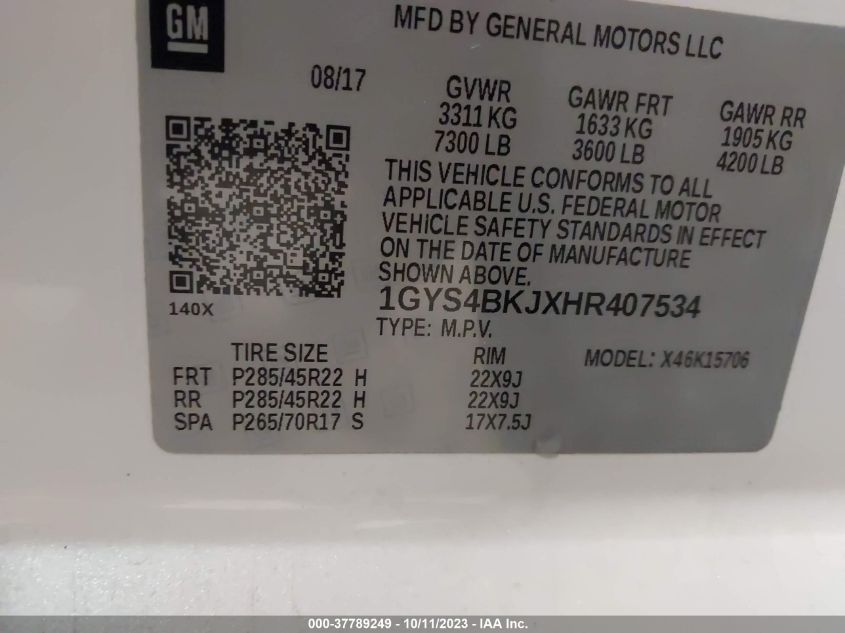 GM
MFD BY GENERAL MOTORS LLC
08/17
GVWR
3311 KG
7300 LB
GAWR FRT
1633 KG
3600 LB
GAWR RR
1905 KG
4200 LB
THIS VEHICLE CONFORMS TO ALL
APPLICABLE U.S. FEDERAL MOTOR
VEHICLE SAFETY STANDARDS IN EFFECT
ON THE DATE OF MANUFACTURE
SHOWN ABOVE.
140X
1GYS4BKJXHR407534
TYPE: M.P.V.
MODEL: X46K15706
TIRE SIZE RIM
FRT P285/45R22 H 22X9J
RR P285/45R22 H 22X9J
SPA P265/70R17 S 17X7.5J
000-37789249 - 10/11/2023 - IAA Inc.